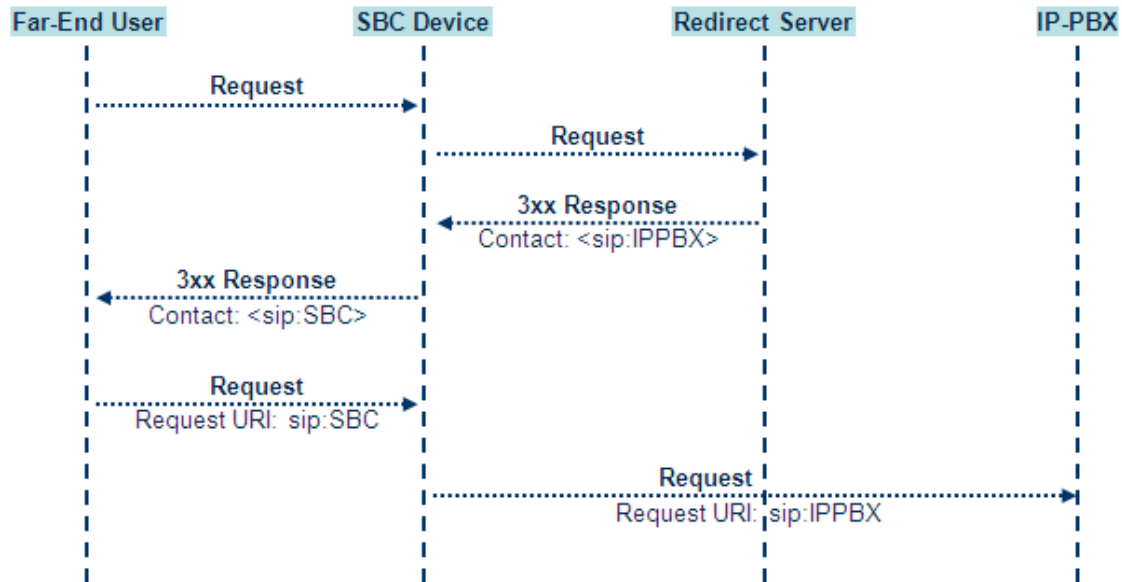 Far-End User
SBC Device
Redirect Server
IP-PBX
Request
Request
3xx Response
Contact: <sip:IPPBX>
3xx Response
Contact: <sip:SBC>
Request
Request URI: sip:SBC
Request
Request URI: sip:IPPBX